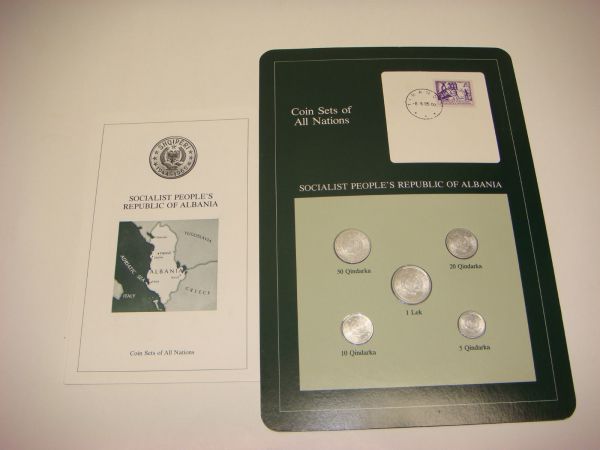 SHQIPERI
SOCIALIST PEOPLE'S
REPUBLIC OF ALBANIA
YUGOSLAVIA
ADRIATIC SEA
ALBANIA
ITALY
GREECE
Coin Sets of All Nations
Coin Sets of
All Nations
SOCIALIST PEOPLE'S REPUBLIC OF ALBANIA
50 Qindarka
20 Qindarka
1 Lek
10 Qindarka
5 Qindarka